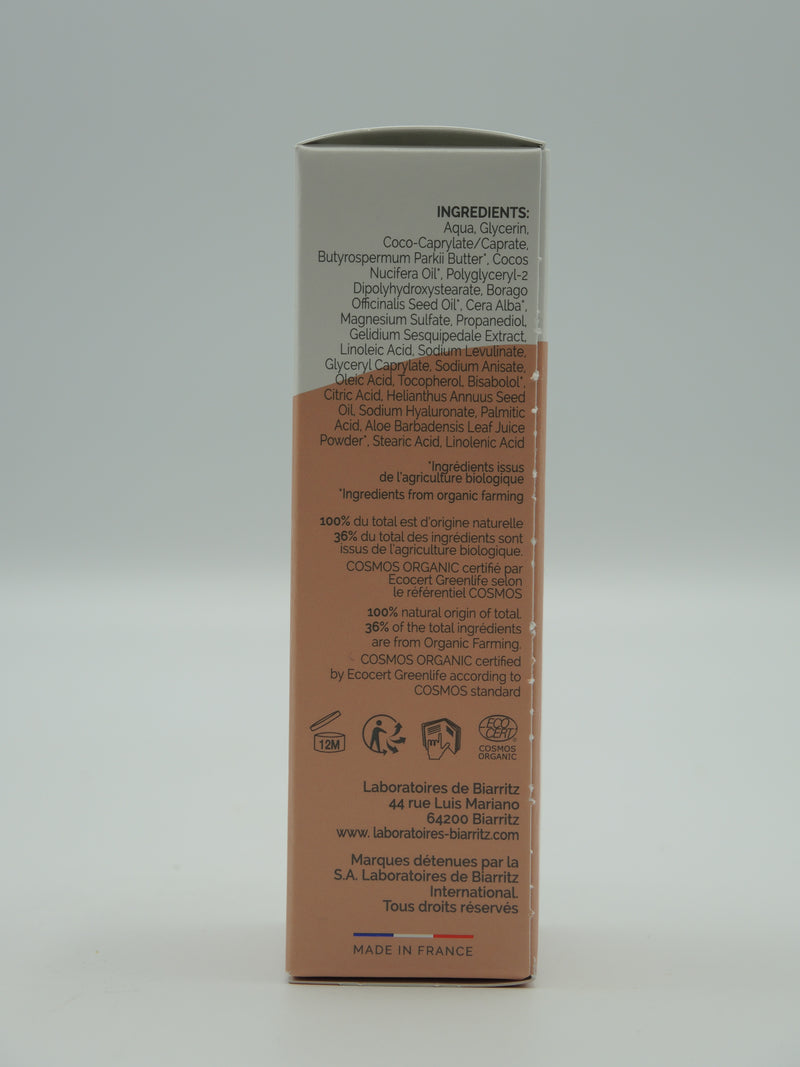 INGREDIENTS:
Aqua, Glycerin,
Coco-Caprylate/Caprate,
Butyrospermum Parkii Butter*, Cocos
Nucifera Oil*, Polyglyceryl-2
Dipolyhydroxystearate, Borago
Officinalis Seed Oil*, Cera Alba*,
Magnesium Sulfate, Propanediol,
Gelidium Sesquipedale Extract,
Linoleic Acid, Sodium Levulinate,
Glyceryl Caprylate, Sodium Anisate,
Oleic Acid, Tocopherol, Bisabolol*,
Citric Acid, Helianthus Annuus Seed
Oil, Sodium Hyaluronate, Palmitic
Acid, Aloe Barbadensis Leaf Juice
Powder*, Stearic Acid, Linolenic Acid
*Ingrédients issus
de l'agriculture biologique
*Ingredients from organic farming
100% du total est d'origine naturelle
36% du total des ingrédients sont
issus de l'agriculture biologique.
COSMOS ORGANIC certifié par
Ecocert Greenlife selon
le référentiel COSMOS
100% natural origin of total.
36% of the total ingrédients
are from Organic Farming.
COSMOS ORGANIC certified
by Ecocert Greenlife according to
COSMOS standard
12M
ECO
CERT®
COSMOS
ORGANIC
Laboratoires de Biarritz
44 rue Luis Mariano
64200 Biarritz
www. laboratoires-biarritz.com
Marques détenues par la
S.A. Laboratoires de Biarritz
International.
Tous droits réservés
MADE IN FRANCE